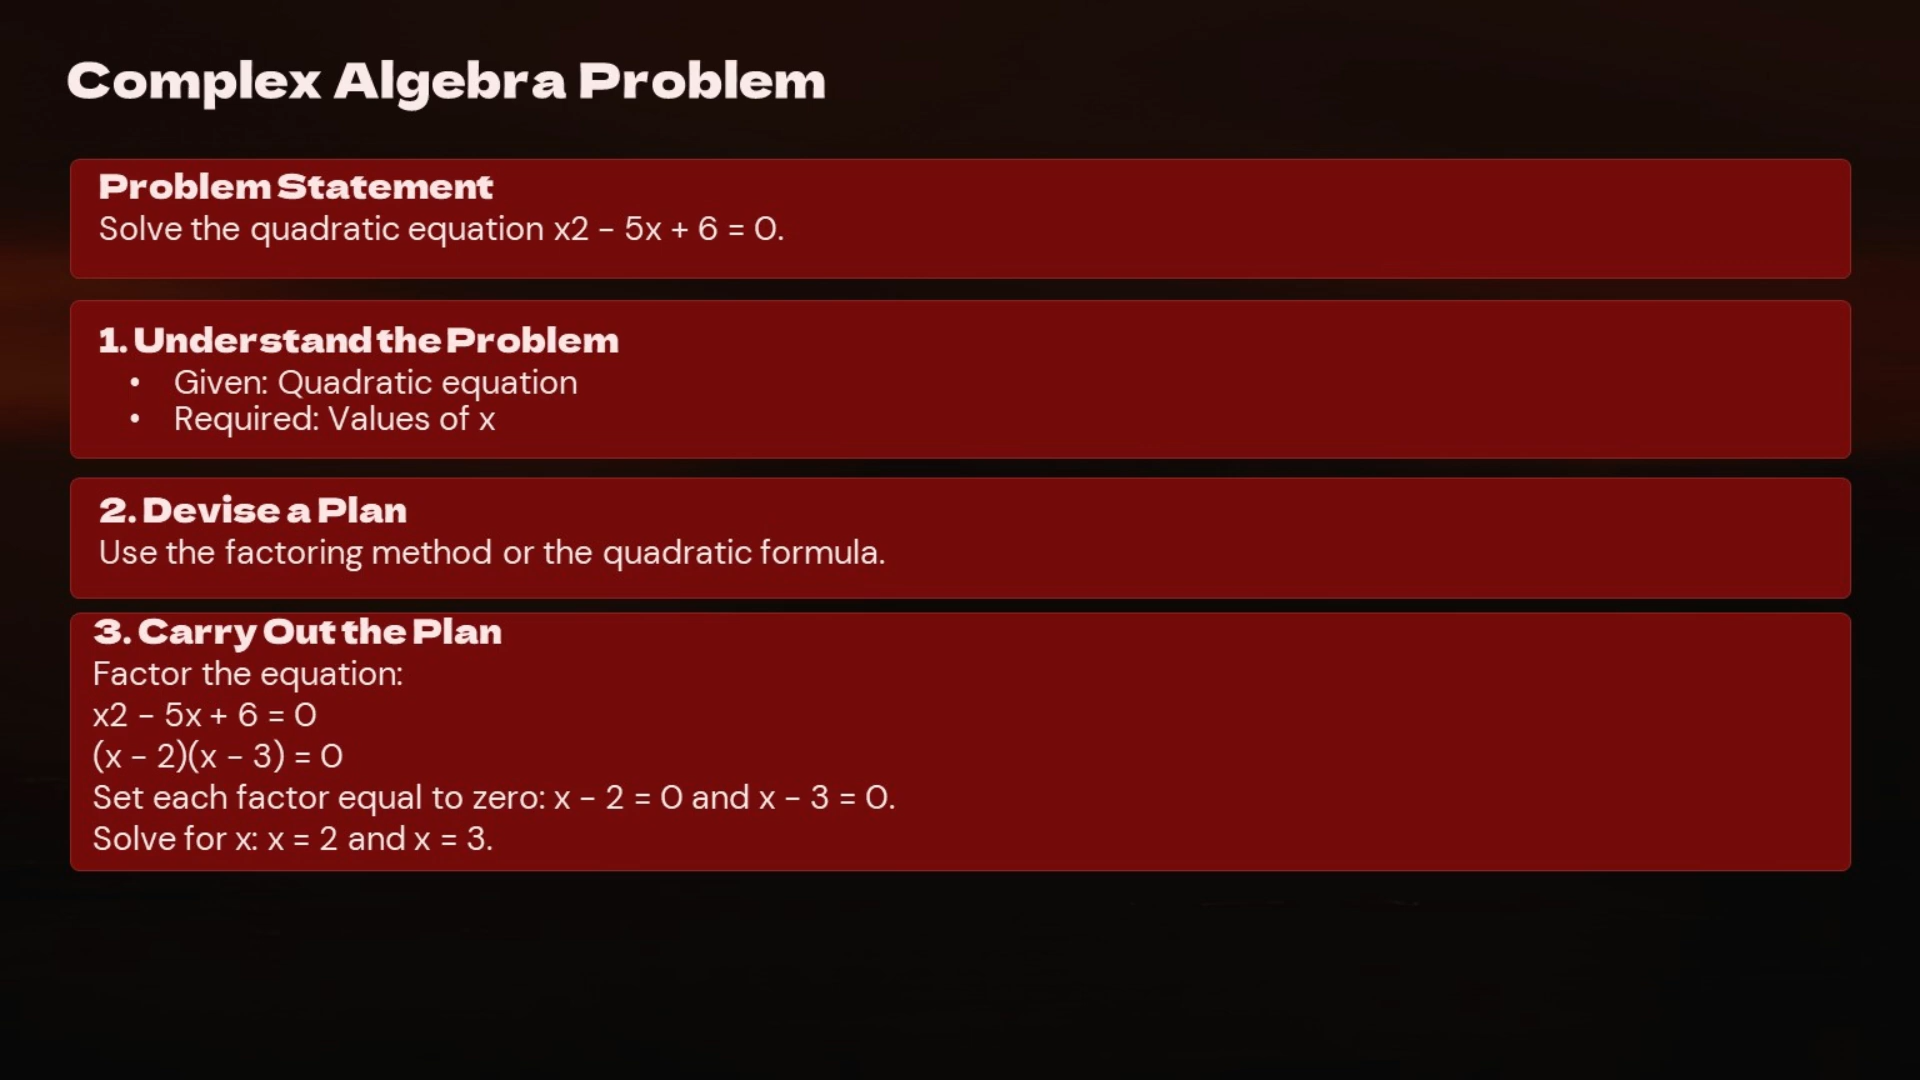 Complex Algebra Problem
Problem Statement
Solve the quadratic equation x2 − 5x + 6 = 0.
1. Understand the Problem
• Given: Quadratic equation
• Required: Values of x
2. Devise a Plan
Use the factoring method or the quadratic formula.
3. Carry Out the Plan
Factor the equation:
x2 − 5x + 6 = 0
(x − 2)(x − 3) = 0
Set each factor equal to zero: x − 2 = 0 and x − 3 = 0.
Solve for x: x = 2 and x = 3.